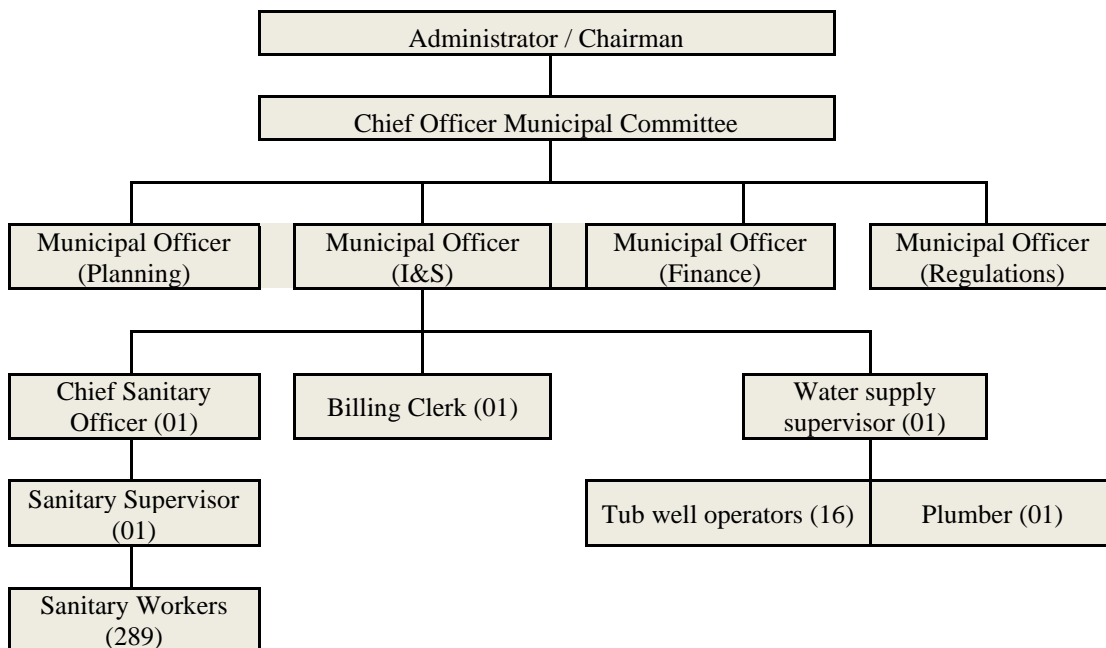 Administrator / Chairman
Chief Officer Municipal Committee
Municipal Officer
(Planning)
Municipal Officer
(I&S)
Municipal Officer
(Finance)
Municipal Officer
(Regulations)
Chief Sanitary
Officer (01)
Billing Clerk (01)
Water supply
supervisor (01)
Sanitary Supervisor
(01)
Tub well operators (16)
Plumber (01)
Sanitary Workers
(289)